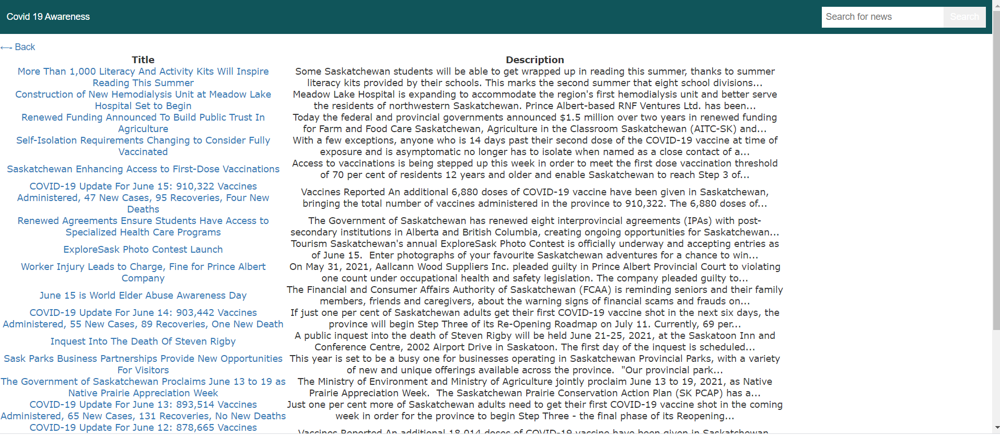 Covid 19 Awareness
Search for news
Search
←- Back
Title
Description
More Than 1,000 Literacy And Activity Kits Will Inspire
Reading This Summer
Some Saskatchewan students will be able to get wrapped up in reading this summer, thanks to summer
literacy kits provided by their schools. This marks the second summer that eight school divisions...
Construction of New Hemodialysis Unit at Meadow Lake
Hospital Set to Begin
Meadow Lake Hospital is expanding to accommodate the region's first hemodialysis unit and better serve
the residents of northwestern Saskatchewan. Prince Albert-based RNF Ventures Ltd. has been...
Renewed Funding Announced To Build Public Trust In
Agriculture
Today the federal and provincial governments announced $1.5 million over two years in renewed funding
for Farm and Food Care Saskatchewan, Agriculture in the Classroom Saskatchewan (AITC-SK) and...
Self-Isolation Requirements Changing to Consider Fully
Vaccinated
With a few exceptions, anyone who is 14 days past their second dose of the COVID-19 vaccine at time of
exposure and is asymptomatic no longer has to isolate when named as a close contact of a...
Saskatchewan Enhancing Access to First-Dose Vaccinations
Access to vaccinations is being stepped up this week in order to meet the first dose vaccination threshold
of 70 per cent of residents 12 years and older and enable Saskatchewan to reach Step 3 of...
COVID-19 Update For June 15: 910,322 Vaccines
Administered, 47 New Cases, 95 Recoveries, Four New
Deaths
Vaccines Reported An additional 6,880 doses of COVID-19 vaccine have been given in Saskatchewan,
bringing the total number of vaccines administered in the province to 910,322. The 6,880 doses of...
Renewed Agreements Ensure Students Have Access to
Specialized Health Care Programs
The Government of Saskatchewan has renewed eight interprovincial agreements (IPAs) with post-
secondary institutions in Alberta and British Columbia, creating ongoing opportunities for Saskatchewan...
ExploreSask Photo Contest Launch
Tourism Saskatchewan's annual ExploreSask Photo Contest is officially underway and accepting entries as
of June 15.  Enter photographs of your favourite Saskatchewan adventures for a chance to win...
Worker Injury Leads to Charge, Fine for Prince Albert
Company
On May 31, 2021, Aallcann Wood Suppliers Inc. pleaded guilty in Prince Albert Provincial Court to violating
one count under occupational health and safety legislation. The company pleaded guilty to...
June 15 is World Elder Abuse Awareness Day
The Financial and Consumer Affairs Authority of Saskatchewan (FCAA) is reminding seniors and their family
members, friends and caregivers, about the warning signs of financial scams and frauds on...
COVID-19 Update For June 14: 903,442 Vaccines
Administered, 55 New Cases, 89 Recoveries, One New Death
If just one per cent of Saskatchewan adults get their first COVID-19 vaccine shot in the next six days, the
province will begin Step Three of its Re-Opening Roadmap on July 11. Currently, 69 per...
Inquest Into The Death Of Steven Rigby
A public inquest into the death of Steven Rigby will be held June 21-25, 2021, at the Saskatoon Inn and
Conference Centre, 2002 Airport Drive in Saskatoon. The first day of the inquest is scheduled...
Sask Parks Business Partnerships Provide New Opportunities
For Visitors
This year is set to be a busy one for businesses operating in Saskatchewan Provincial Parks, with a variety
of new and unique offerings available across the province.  "Our provincial park...
The Government of Saskatchewan Proclaims June 13 to 19 as
Native Prairie Appreciation Week
The Ministry of Environment and Ministry of Agriculture jointly proclaim June 13 to 19, 2021, as Native
Prairie Appreciation Week.  The Saskatchewan Prairie Conservation Action Plan (SK PCAP) has a...
COVID-19 Update For June 13: 893,514 Vaccines
Administered, 65 New Cases, 131 Recoveries, No New Deaths
Just one per cent more of Saskatchewan adults need to get their first COVID-19 vaccine shot in the coming
week in order for the province to begin Step Three - the final phase of its Reopening...
COVID-19 Update For June 12: 878,665 Vaccines
Vaccines Reported An additional 18,014 doses of COVID-19 vaccine have been given in Saskatchewan,